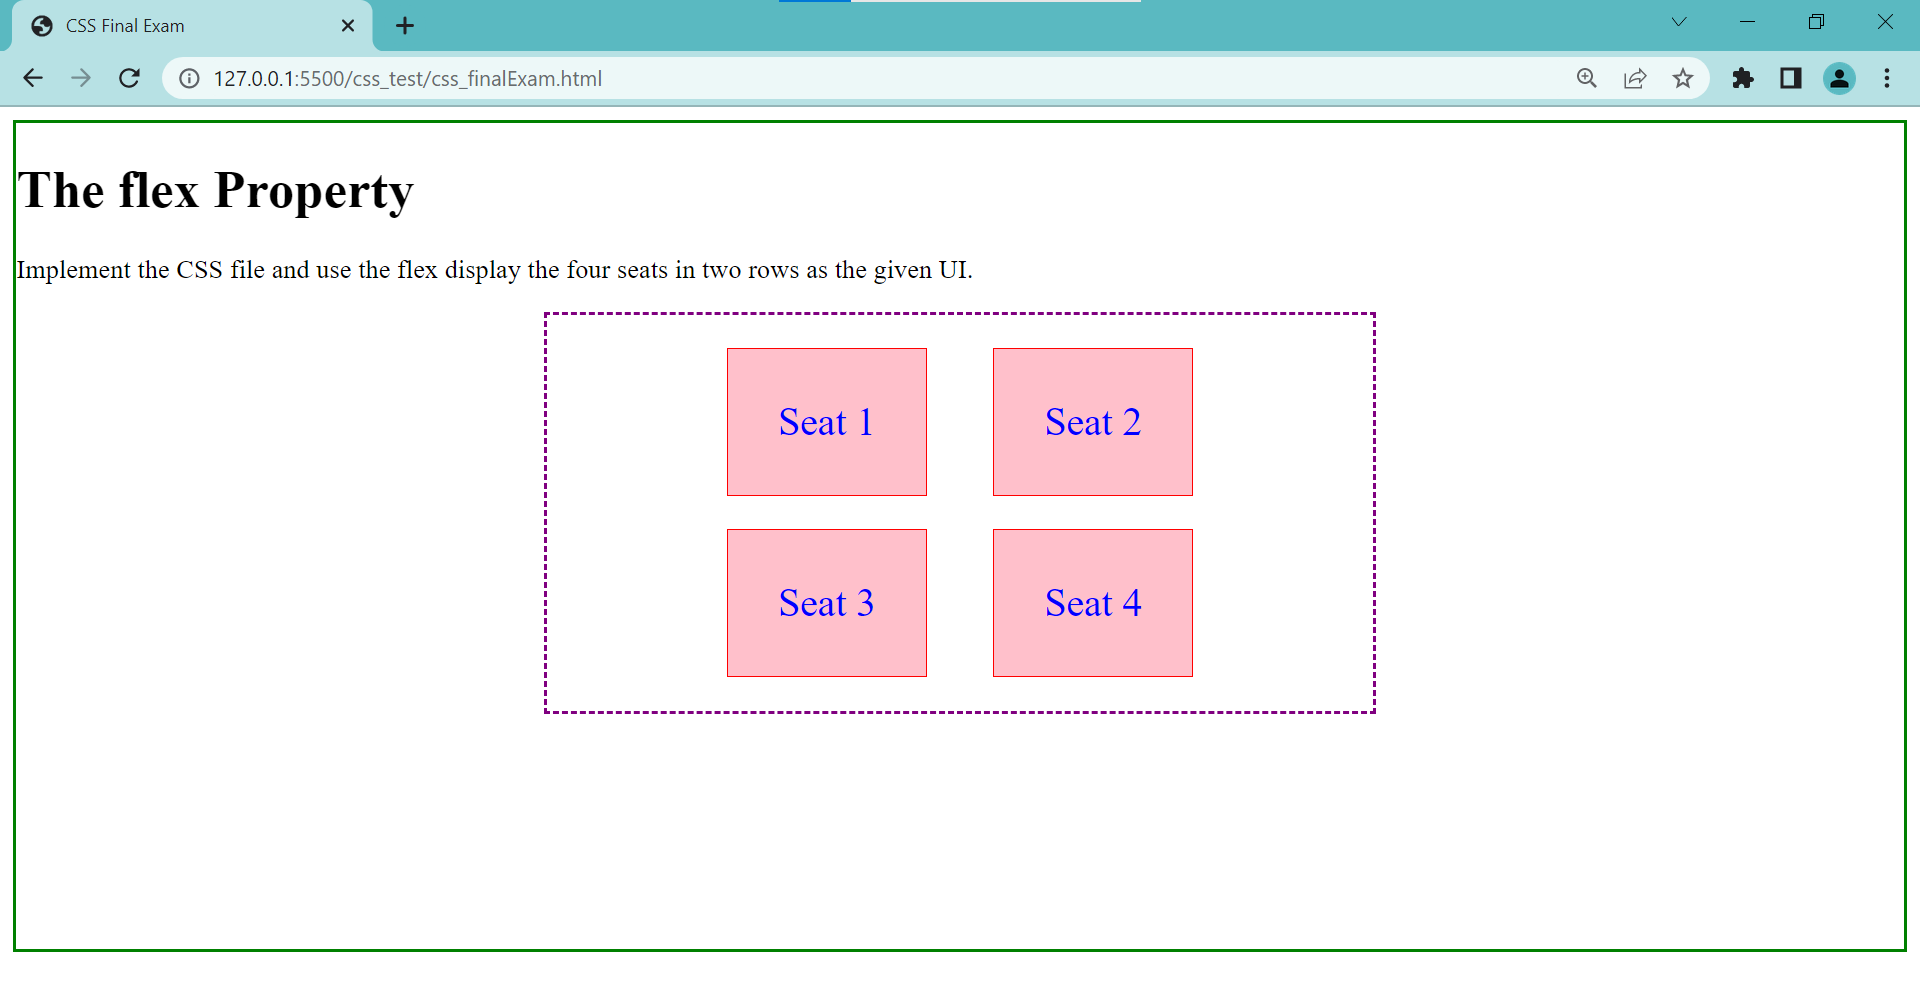 CSS Final Exam
127.0.0.1:5500/css_test/css_finalExam.html
The flex Property
Implement the CSS file and use the flex display the four seats in two rows as the given UI.
Seat 1 Seat 2
Seat 3 Seat 4